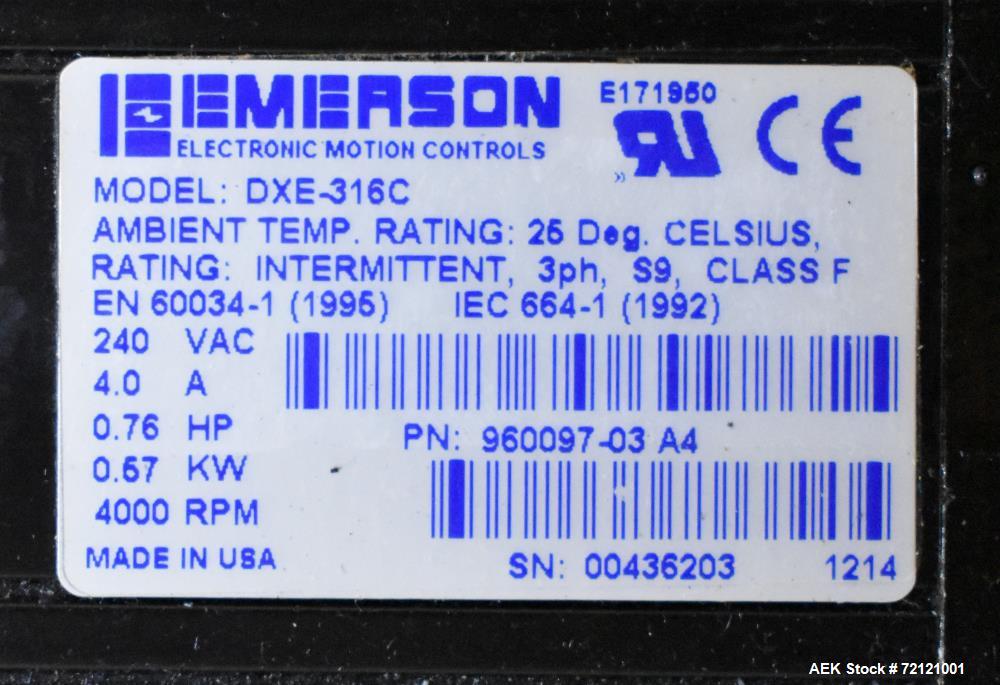 EMERSON
ELECTRONIC MOTION CONTROLS
E171950
CE
MODEL: DXE-316C
AMBIENT TEMP. RATING: 25 Deg. CELSIUS,
RATING: INTERMITTENT, 3ph, S9, CLASS F
EN 60034-1 (1995) IEC 664-1 (1992)
240 VAC
4.0 A
0.76 HP
PN: 960097-03 A4
0.57 KW
4000 RPM
MADE IN USA
SN: 00436203 1214
AEK Stock # 72121001